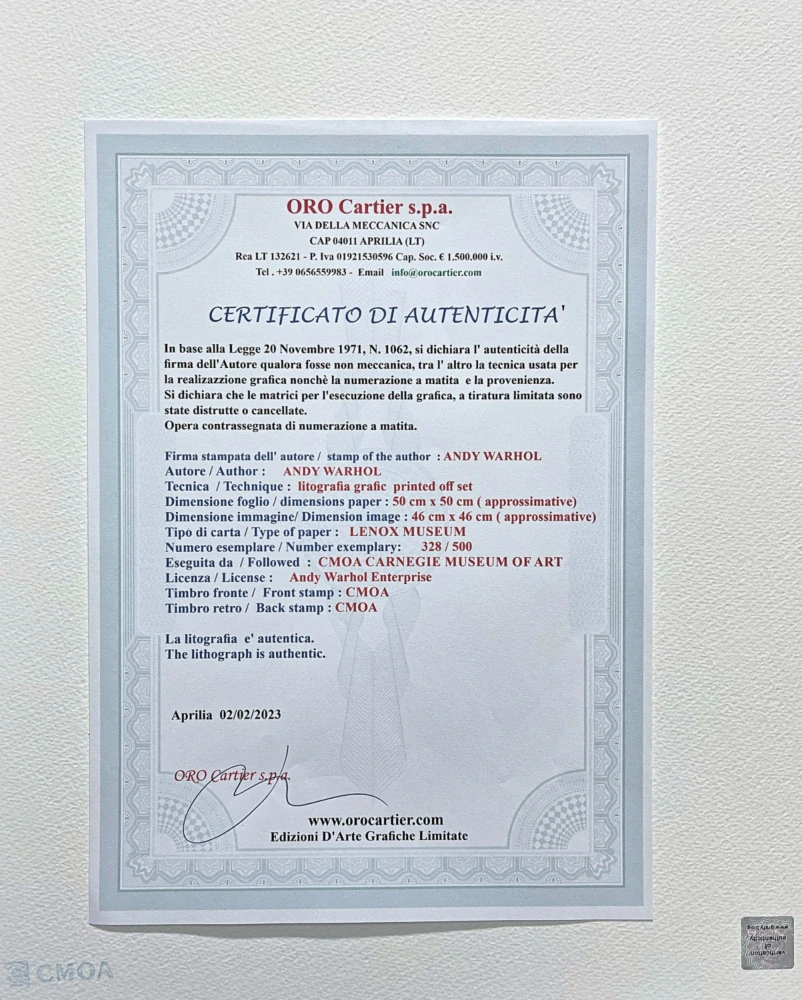 ORO Cartier s.p.a.
VIA DELLA MECCANICA SNC
CAP 04011 APRILIA (LT)
Rea LT 132621 - P. Iva 01921530596 Cap. Soc. € 1.500.000 i.v.
Tel . +39 0656559983 - Email info@orocartier.com
CERTIFICATO DI AUTENTICITA'
In base alla Legge 20 Novembre 1971, N. 1062, si dichiara l' autenticità della
firma dell'Autore qualora fosse non meccanica, tra l' altro la tecnica usata per
la realizazzione grafica nonchè la numerazione a matita e la provenienza.
Si dichiara che le matrici per l'esecuzione della grafica, a tiratura limitata sono
state distrutte o cancellate.
Opera contrassegnata di numerazione a matita.
Firma stampata dell' autore / stamp of the author : ANDY WARHOL
Autore / Author : ANDY WARHOL
Tecnica / Technique : litografia grafic printed off set
Dimensione foglio / dimensions paper : 50 cm x 50 cm ( approssimative)
Dimensione immagine/ Dimension image : 46 cm x 46 cm ( approssimative)
Tipo di carta / Type of paper : LENOX MUSEUM
Numero esemplare / Number exemplary: 328 / 500
Eseguita da / Followed : CMOA CARNEGIE MUSEUM OF ART
Licenza / License : Andy Warhol Enterprise
Timbro fronte / Front stamp : CMOA
Timbro retro / Back stamp : CMOA
La litografia e' autentica.
The lithograph is authentic.
Aprilia 02/02/2023
ORO Cartier s.p.a.
www.orocartier.com
Edizioni D'Arte Grafiche Limitate
CMOA
verification
of
authenticity